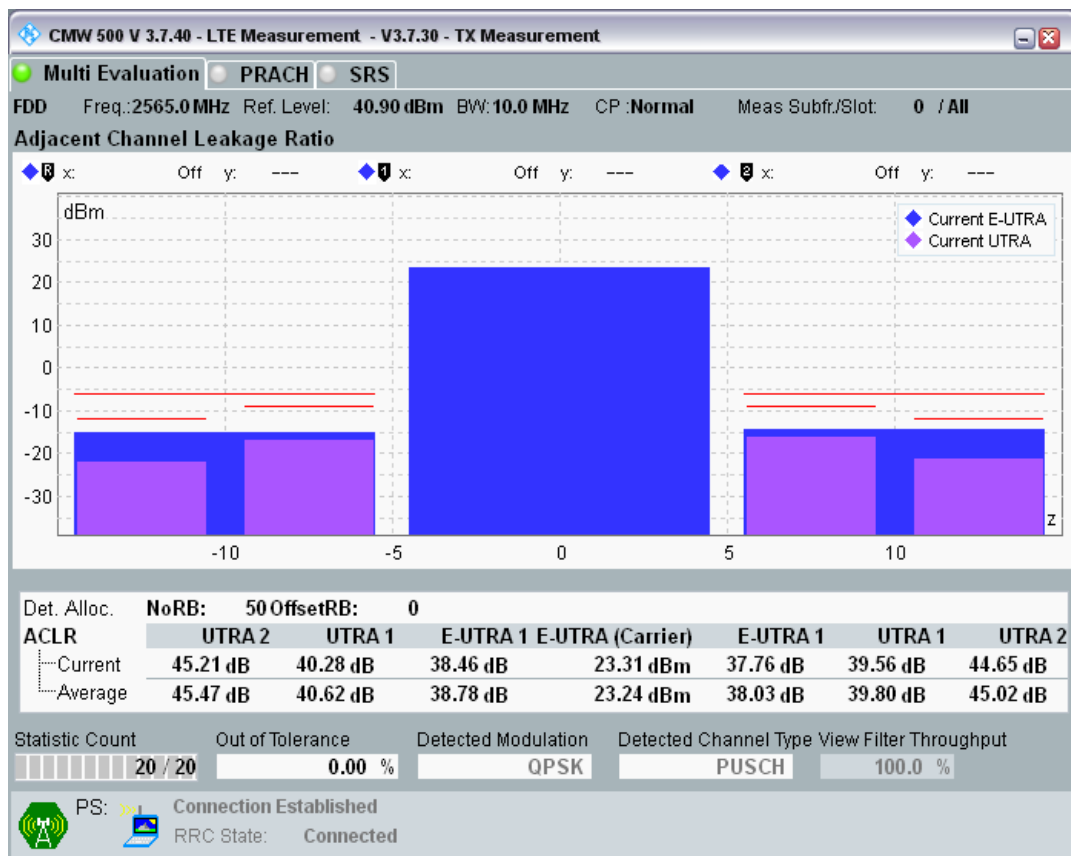 CMW 500 V 3.7.40 - LTE Measurement - V3.7.30 - TX Measurement
Multi Evaluation PRACH SRS
FDD Freq.:2565.0 MHz Ref. Level: 40.90 dBm BW:10.0 MHz CP :Normal Meas Subfr./Slot: 0 / All
Adjacent Channel Leakage Ratio
R x: Off y: --- 1 x: Off y: --- 2 x: Off y: ---
dBm
Current E-UTRA
Current UTRA
30
20
10
0
-10
-20
-30
z
-10 -5 0 5 10
Det. Alloc. NoRB: 50 OffsetRB: 0
ACLR UTRA 2 UTRA 1 E-UTRA 1 E-UTRA (Carrier) E-UTRA 1 UTRA 1 UTRA 2
Current 45.21 dB 40.28 dB 38.46 dB 23.31 dBm 37.76 dB 39.56 dB 44.65 dB
Average 45.47 dB 40.62 dB 38.78 dB 23.24 dBm 38.03 dB 39.80 dB 45.02 dB
Statistic Count Out of Tolerance Detected Modulation Detected Channel Type View Filter Throughput
20 / 20 0.00 % QPSK PUSCH 100.0 %
PS: Connection Established
RRC State: Connected